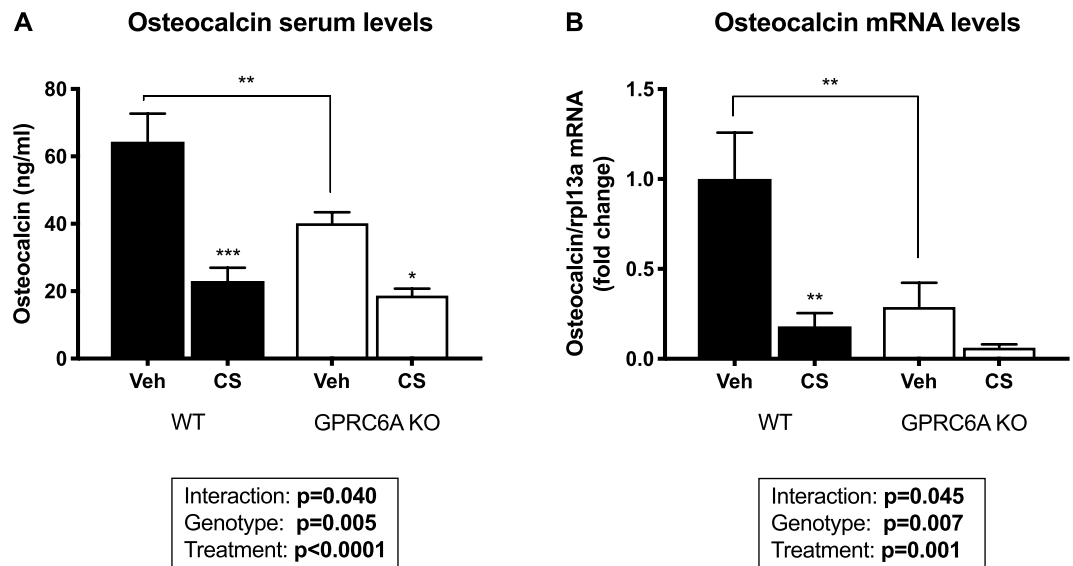 A
Osteocalcin serum levels
Osteocalcin (ng/ml)
80
60
40
20
0
**
***
*
Veh CS Veh CS
WT GPRC6A KO
Interaction: p=0.040
Genotype: p=0.005
Treatment: p<0.0001
B
Osteocalcin mRNA levels
Osteocalcin/rpl13a mRNA
(fold change)
1.5
1.0
0.5
0.0
**
**
Veh CS Veh CS
WT GPRC6A KO
Interaction: p=0.045
Genotype: p=0.007
Treatment: p=0.001